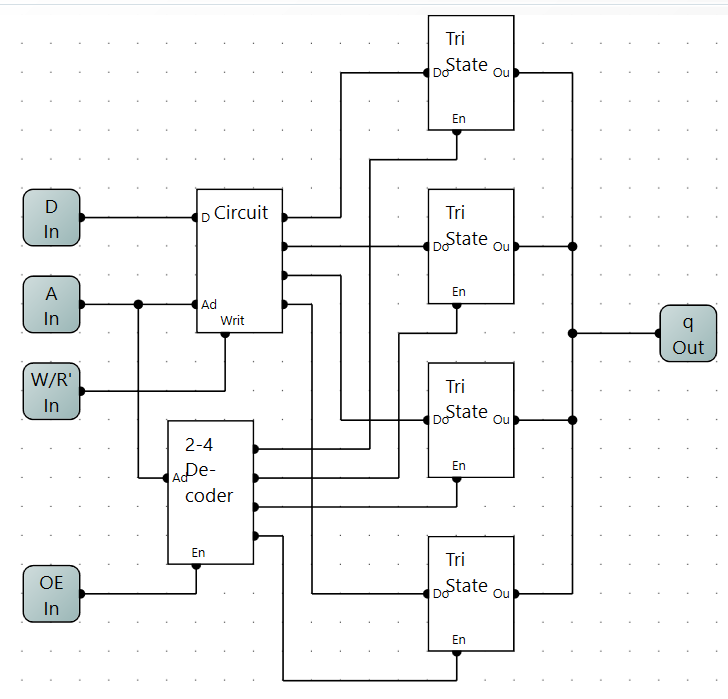 Tri
State
Do
Ou
En
D
In
D
Circuit
Tri
State
Do
Ou
En
A
In
Ad
Writ
q
Out
W/R'
In
Tri
State
Do
Ou
En
2-4
De-
coder
Ad
En
OE
In
Tri
State
Do
Ou
En